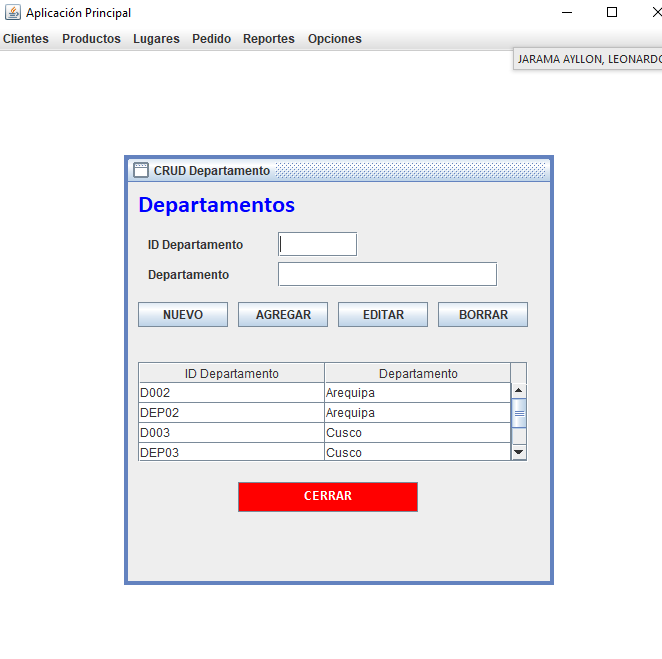 Aplicación Principal
Clientes Productos Lugares Pedido Reportes Opciones
JARAMA AYLLON, LEONARDO
CRUD Departamento
Departamentos
ID Departamento
Departamento
NUEVO AGREGAR EDITAR BORRAR
ID Departamento Departamento
D002 Arequipa
DEP02 Arequipa
D003 Cusco
DEP03 Cusco
CERRAR